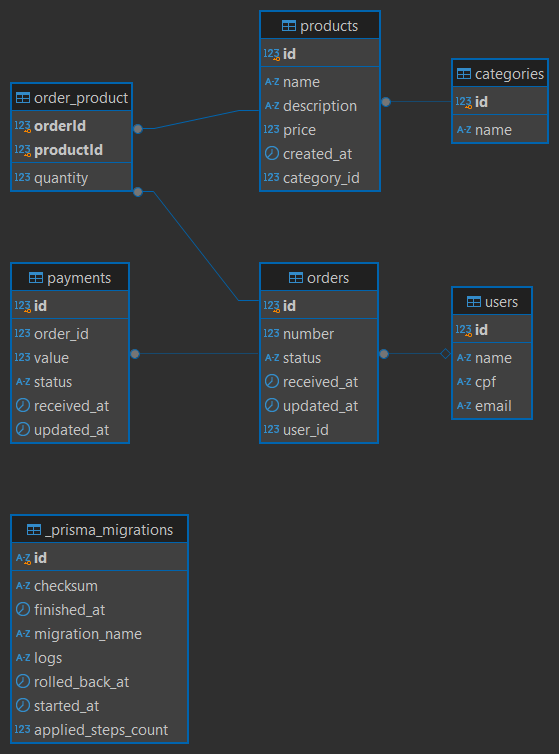 products
123 id
A-Z name
A-Z description
123 price
created_at
123 category_id
categories
123 id
A-Z name
order_product
123 orderId
123 productId
123 quantity
payments
123 id
123 order_id
123 value
A-Z status
received_at
updated_at
orders
123 id
123 number
A-Z status
received_at
updated_at
123 user_id
users
123 id
A-Z name
A-Z cpf
A-Z email
_prisma_migrations
A-Z id
A-Z checksum
finished_at
A-Z migration_name
A-Z logs
rolled_back_at
started_at
123 applied_steps_count